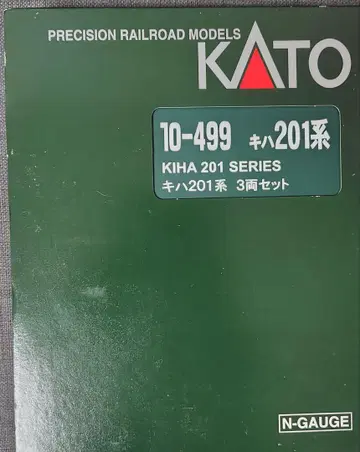 PRECISION RAILROAD MODELS
KATO
10-499 キハ201系
KIHA 201 SERIES
キハ201系 3両セット
N-GAUGE